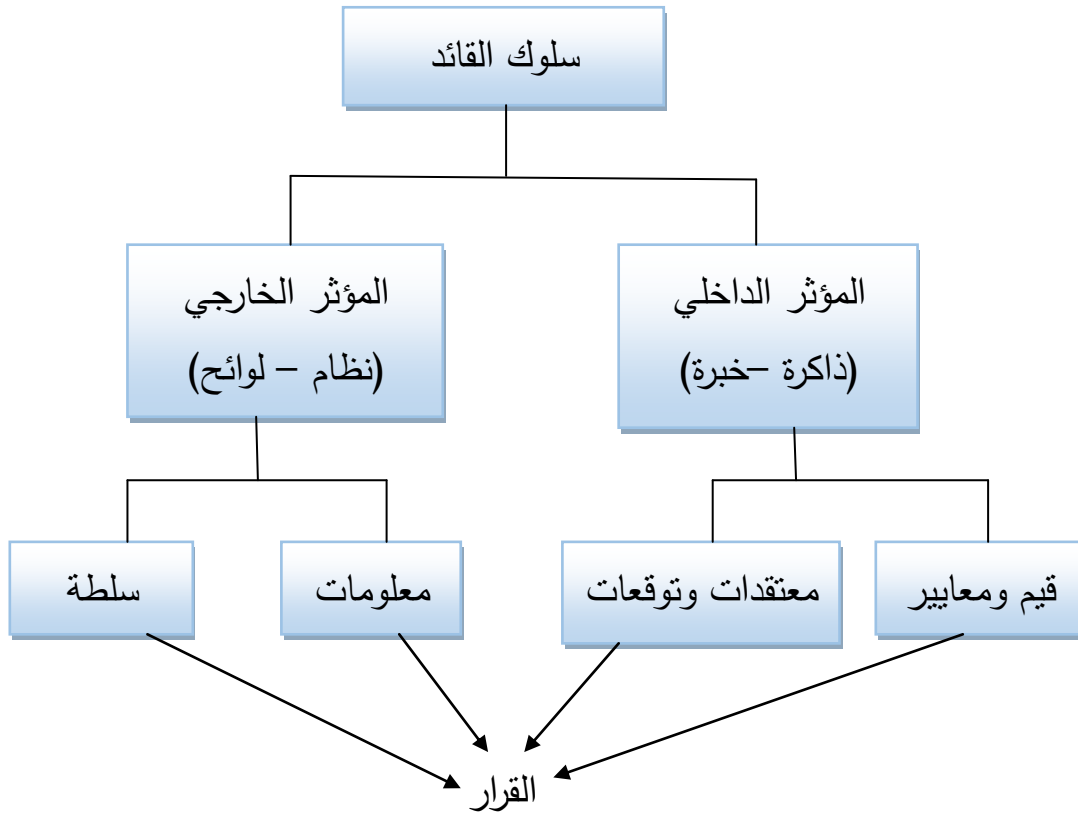 سلوك القائد
المؤثر الداخلي
(ذاكرة –خبرة)
المؤثر الخارجي
(نظام – لوائح)
قيم ومعايير
معتقدات وتوقعات
معلومات
سلطة
القرار